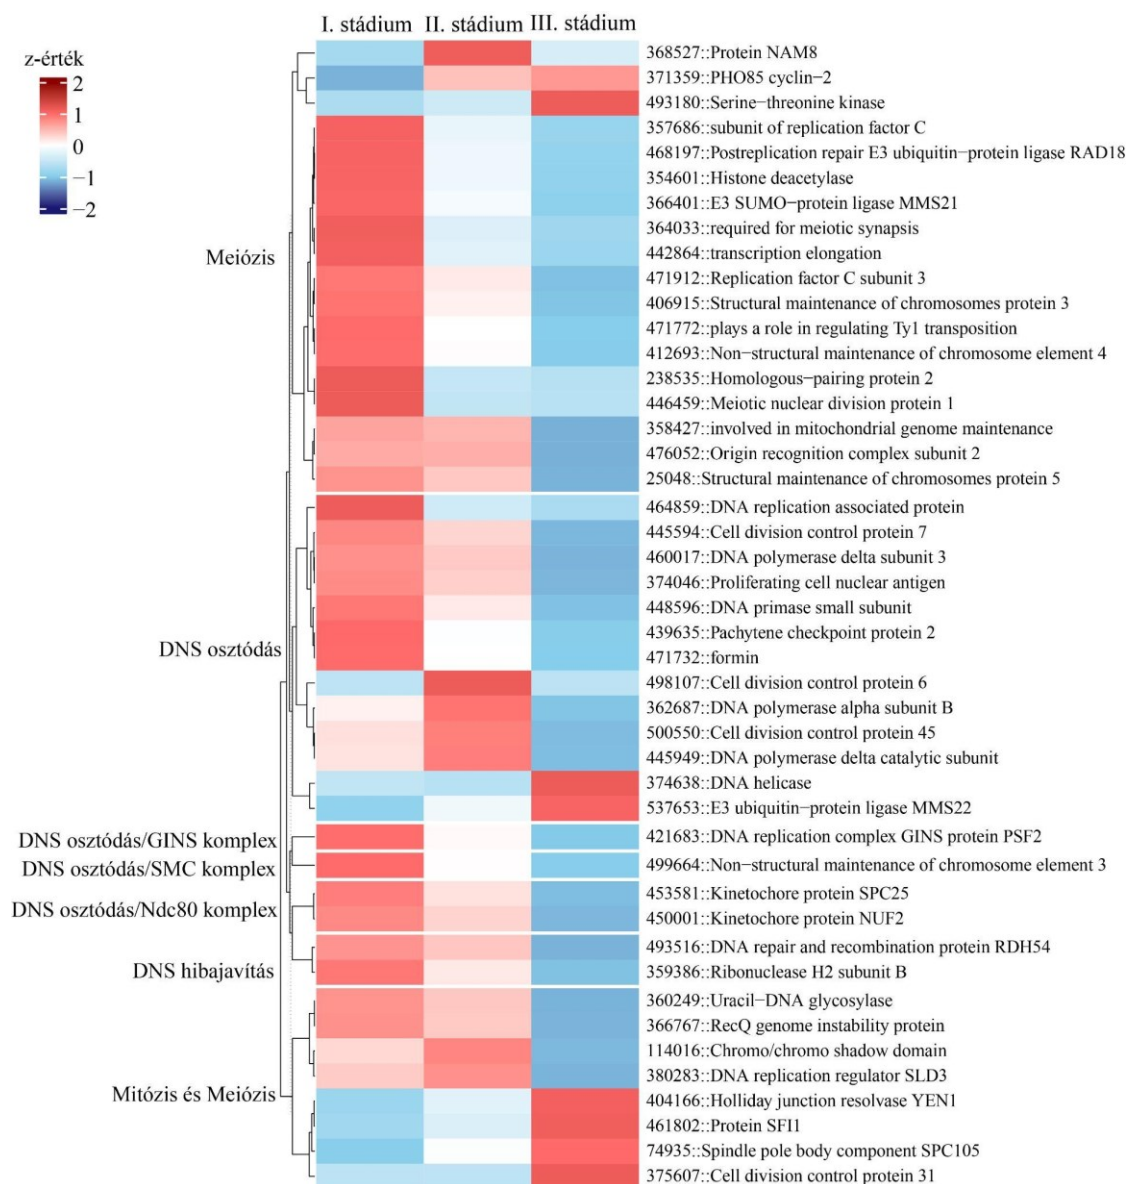 I. stádium II. stádium III. stádium
z-érték
2
1
0
−1
−2
368527::Protein NAM8
371359::PHO85 cyclin−2
493180::Serine−threonine kinase
357686::subunit of replication factor C
468197::Postreplication repair E3 ubiquitin−protein ligase RAD18
354601::Histone deacetylase
366401::E3 SUMO−protein ligase MMS21
364033::required for meiotic synapsis
Meiózis
442864::transcription elongation
471912::Replication factor C subunit 3
406915::Structural maintenance of chromosomes protein 3
471772::plays a role in regulating Ty1 transposition
412693::Non−structural maintenance of chromosome element 4
238535::Homologous−pairing protein 2
446459::Meiotic nuclear division protein 1
358427::involved in mitochondrial genome maintenance
476052::Origin recognition complex subunit 2
25048::Structural maintenance of chromosomes protein 5
464859::DNA replication associated protein
445594::Cell division control protein 7
460017::DNA polymerase delta subunit 3
374046::Proliferating cell nuclear antigen
448596::DNA primase small subunit
439635::Pachytene checkpoint protein 2
DNS osztódás
471732::formin
498107::Cell division control protein 6
362687::DNA polymerase alpha subunit B
500550::Cell division control protein 45
445949::DNA polymerase delta catalytic subunit
374638::DNA helicase
537653::E3 ubiquitin−protein ligase MMS22
DNS osztódás/GINS komplex
421683::DNA replication complex GINS protein PSF2
DNS osztódás/SMC komplex
499664::Non−structural maintenance of chromosome element 3
453581::Kinetochore protein SPC25
DNS osztódás/Ndc80 komplex
450001::Kinetochore protein NUF2
493516::DNA repair and recombination protein RDH54
DNS hibajavítás
359386::Ribonuclease H2 subunit B
360249::Uracil−DNA glycosylase
366767::RecQ genome instability protein
114016::Chromo/chromo shadow domain
380283::DNA replication regulator SLD3
Mitózis és Meiózis
404166::Holliday junction resolvase YEN1
461802::Protein SFI1
74935::Spindle pole body component SPC105
375607::Cell division control protein 31